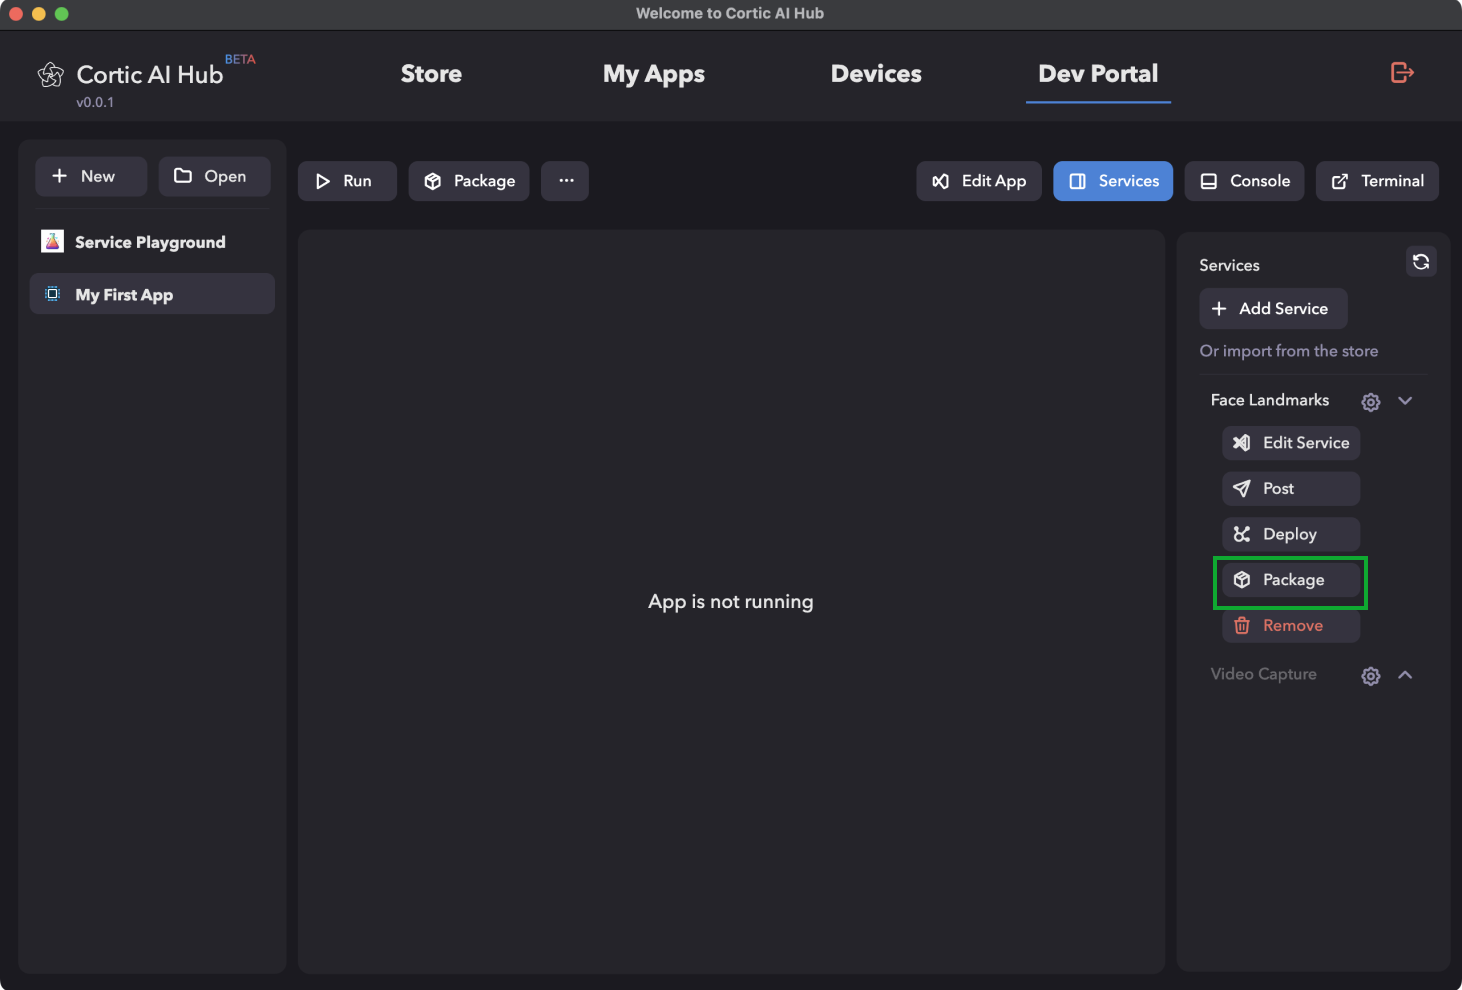 Welcome to Cortic AI Hub
Cortic AI Hub BETA
v0.0.1
Store
My Apps
Devices
Dev Portal
New
Open
Run
Package
...
Edit App
Services
Console
Terminal
Service Playground
My First App
App is not running
Services
Add Service
Or import from the store
Face Landmarks
Edit Service
Post
Deploy
Package
Remove
Video Capture